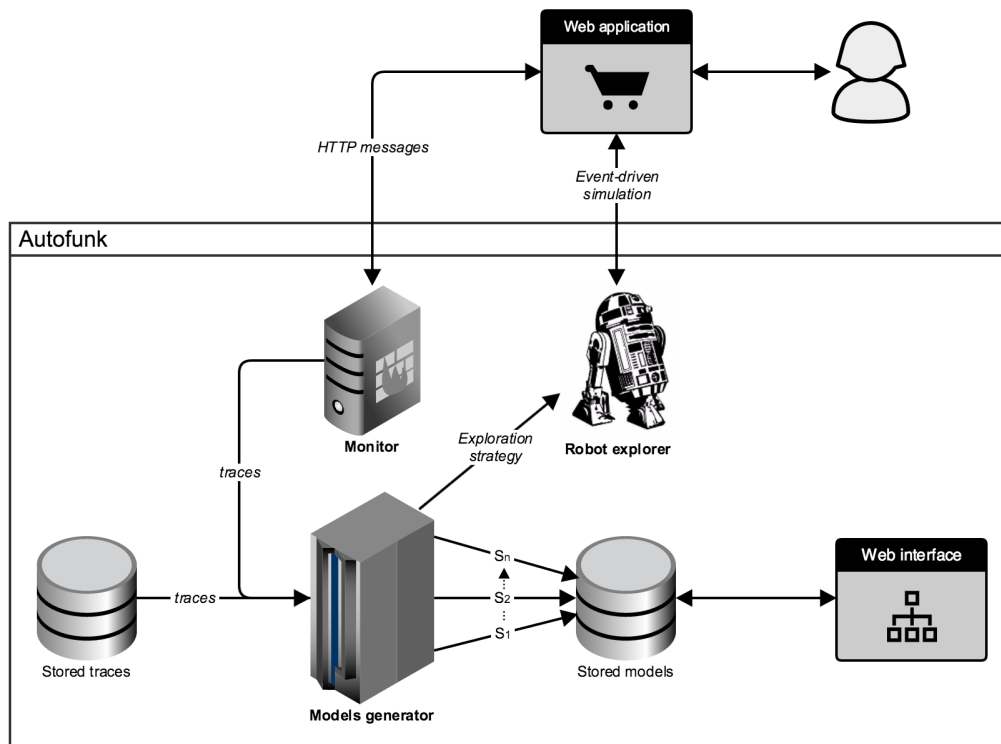 Web application
HTTP messages
Event-driven
simulation
Autofunk
Monitor
Exploration
strategy
Robot explorer
traces
Sn
Web interface
traces
S2
S1
Stored traces
Stored models
Models generator